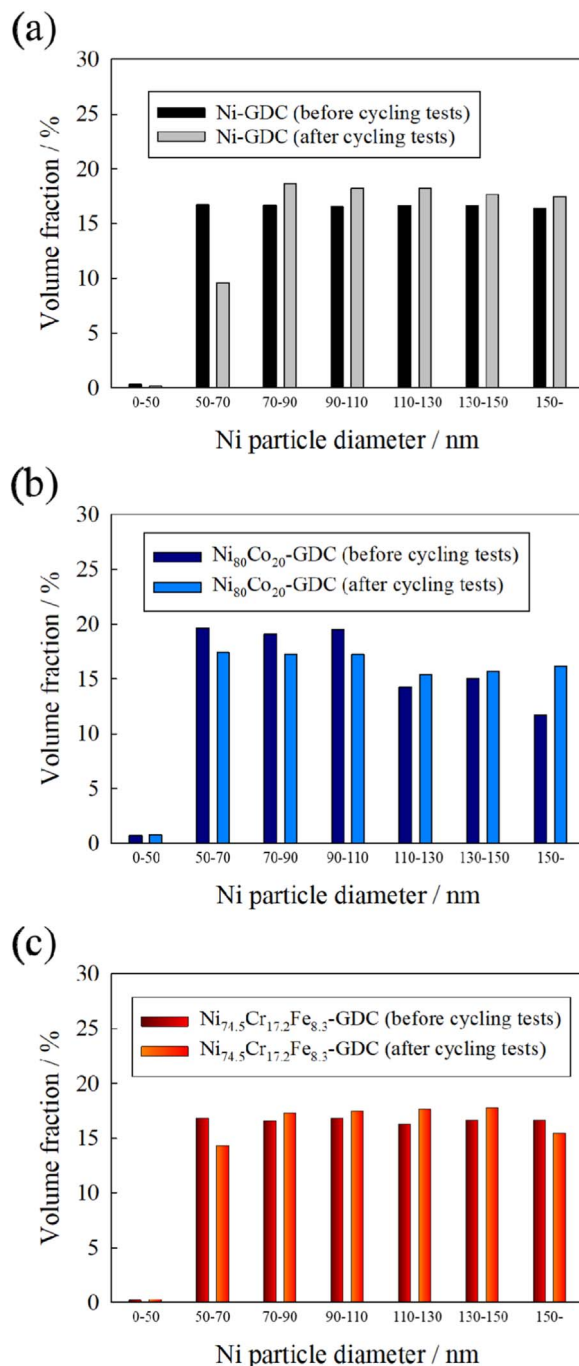 (a)
30
25
20
15
10
5
0
Volume fraction / %
Ni-GDC (before cycling tests)
Ni-GDC (after cycling tests)
0-50 50-70 70-90 90-110 110-130 130-150 150-
Ni particle diameter / nm
(b)
30
25
20
15
10
5
0
Volume fraction / %
Ni₈₀Co₂₀-GDC (before cycling tests)
Ni₈₀Co₂₀-GDC (after cycling tests)
0-50 50-70 70-90 90-110 110-130 130-150 150-
Ni particle diameter / nm
(c)
30
25
20
15
10
5
0
Volume fraction / %
Ni₇₄.₅Cr₁₇.₂Fe₈.₃-GDC (before cycling tests)
Ni₇₄.₅Cr₁₇.₂Fe₈.₃-GDC (after cycling tests)
0-50 50-70 70-90 90-110 110-130 130-150 150-
Ni particle diameter / nm